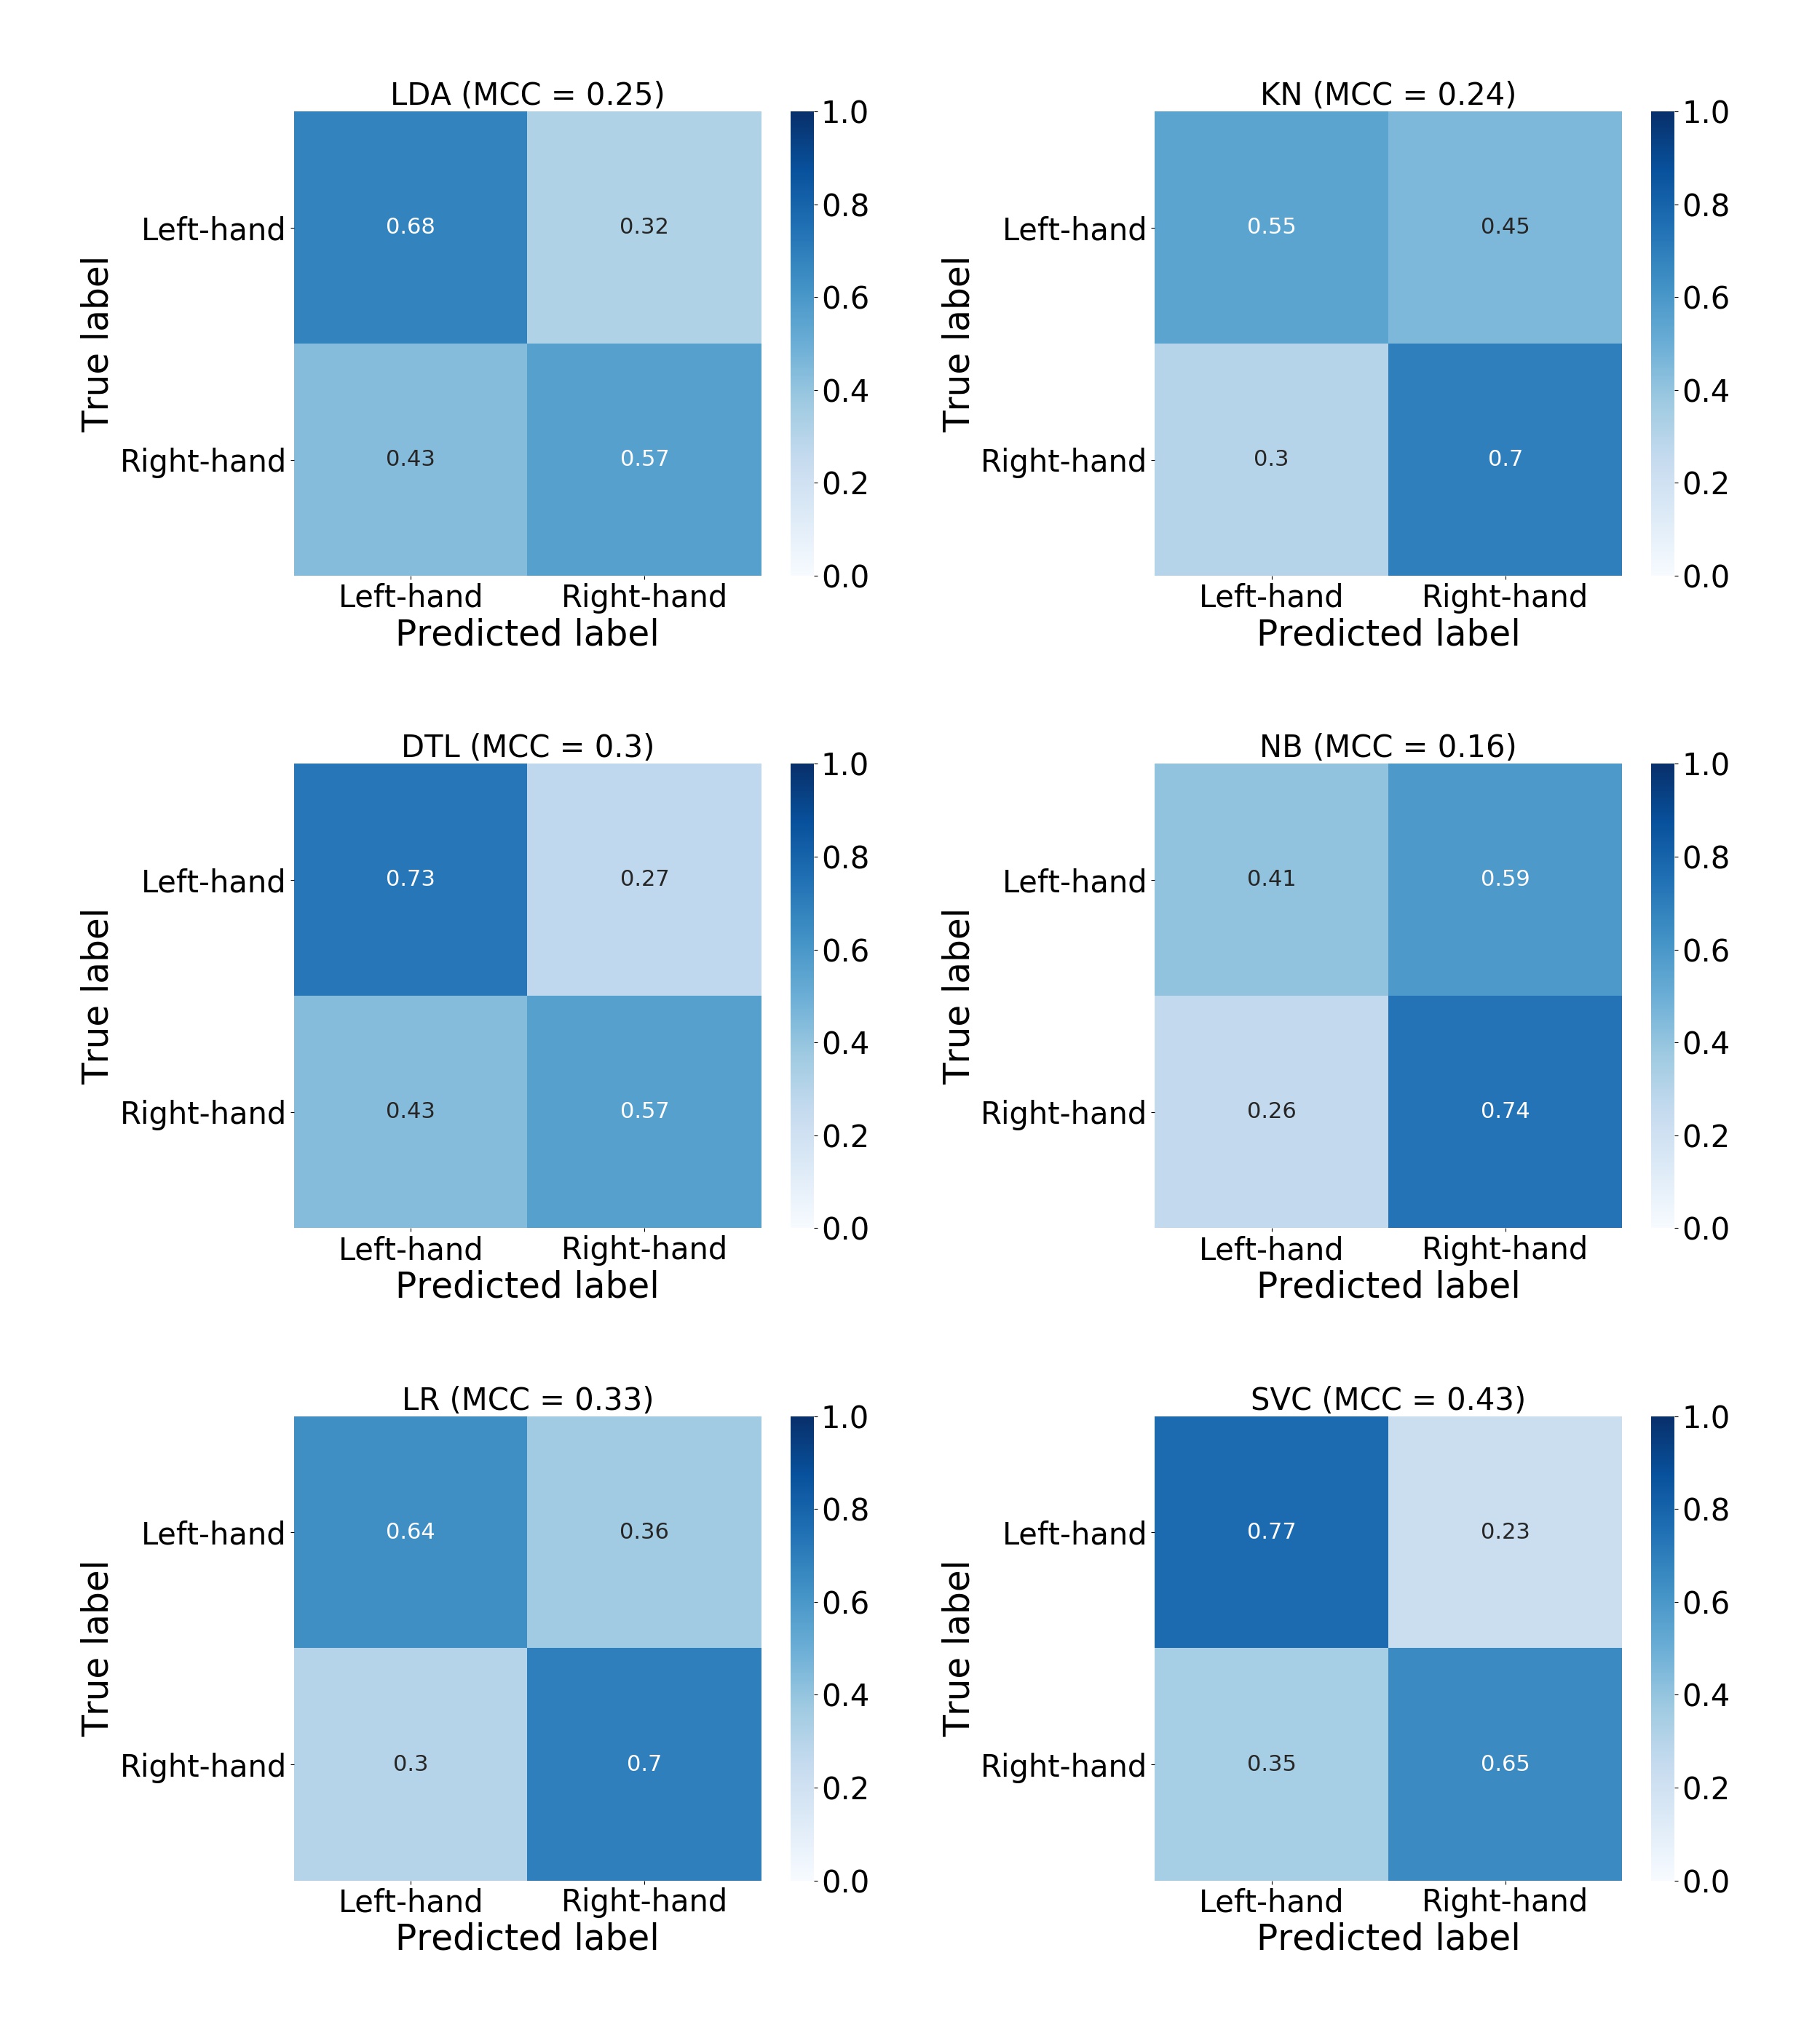 LDA (MCC = 0.25)
1.0
0.8
0.6
0.4
0.2
0.0
True label
Left-hand
0.68
0.32
Right-hand
0.43
0.57
Left-hand
Right-hand
Predicted label
KN (MCC = 0.24)
1.0
0.8
0.6
0.4
0.2
0.0
True label
Left-hand
0.55
0.45
Right-hand
0.3
0.7
Left-hand
Right-hand
Predicted label
DTL (MCC = 0.3)
1.0
0.8
0.6
0.4
0.2
0.0
True label
Left-hand
0.73
0.27
Right-hand
0.43
0.57
Left-hand
Right-hand
Predicted label
NB (MCC = 0.16)
1.0
0.8
0.6
0.4
0.2
0.0
True label
Left-hand
0.41
0.59
Right-hand
0.26
0.74
Left-hand
Right-hand
Predicted label
LR (MCC = 0.33)
1.0
0.8
0.6
0.4
0.2
0.0
True label
Left-hand
0.64
0.36
Right-hand
0.3
0.7
Left-hand
Right-hand
Predicted label
SVC (MCC = 0.43)
1.0
0.8
0.6
0.4
0.2
0.0
True label
Left-hand
0.77
0.23
Right-hand
0.35
0.65
Left-hand
Right-hand
Predicted label